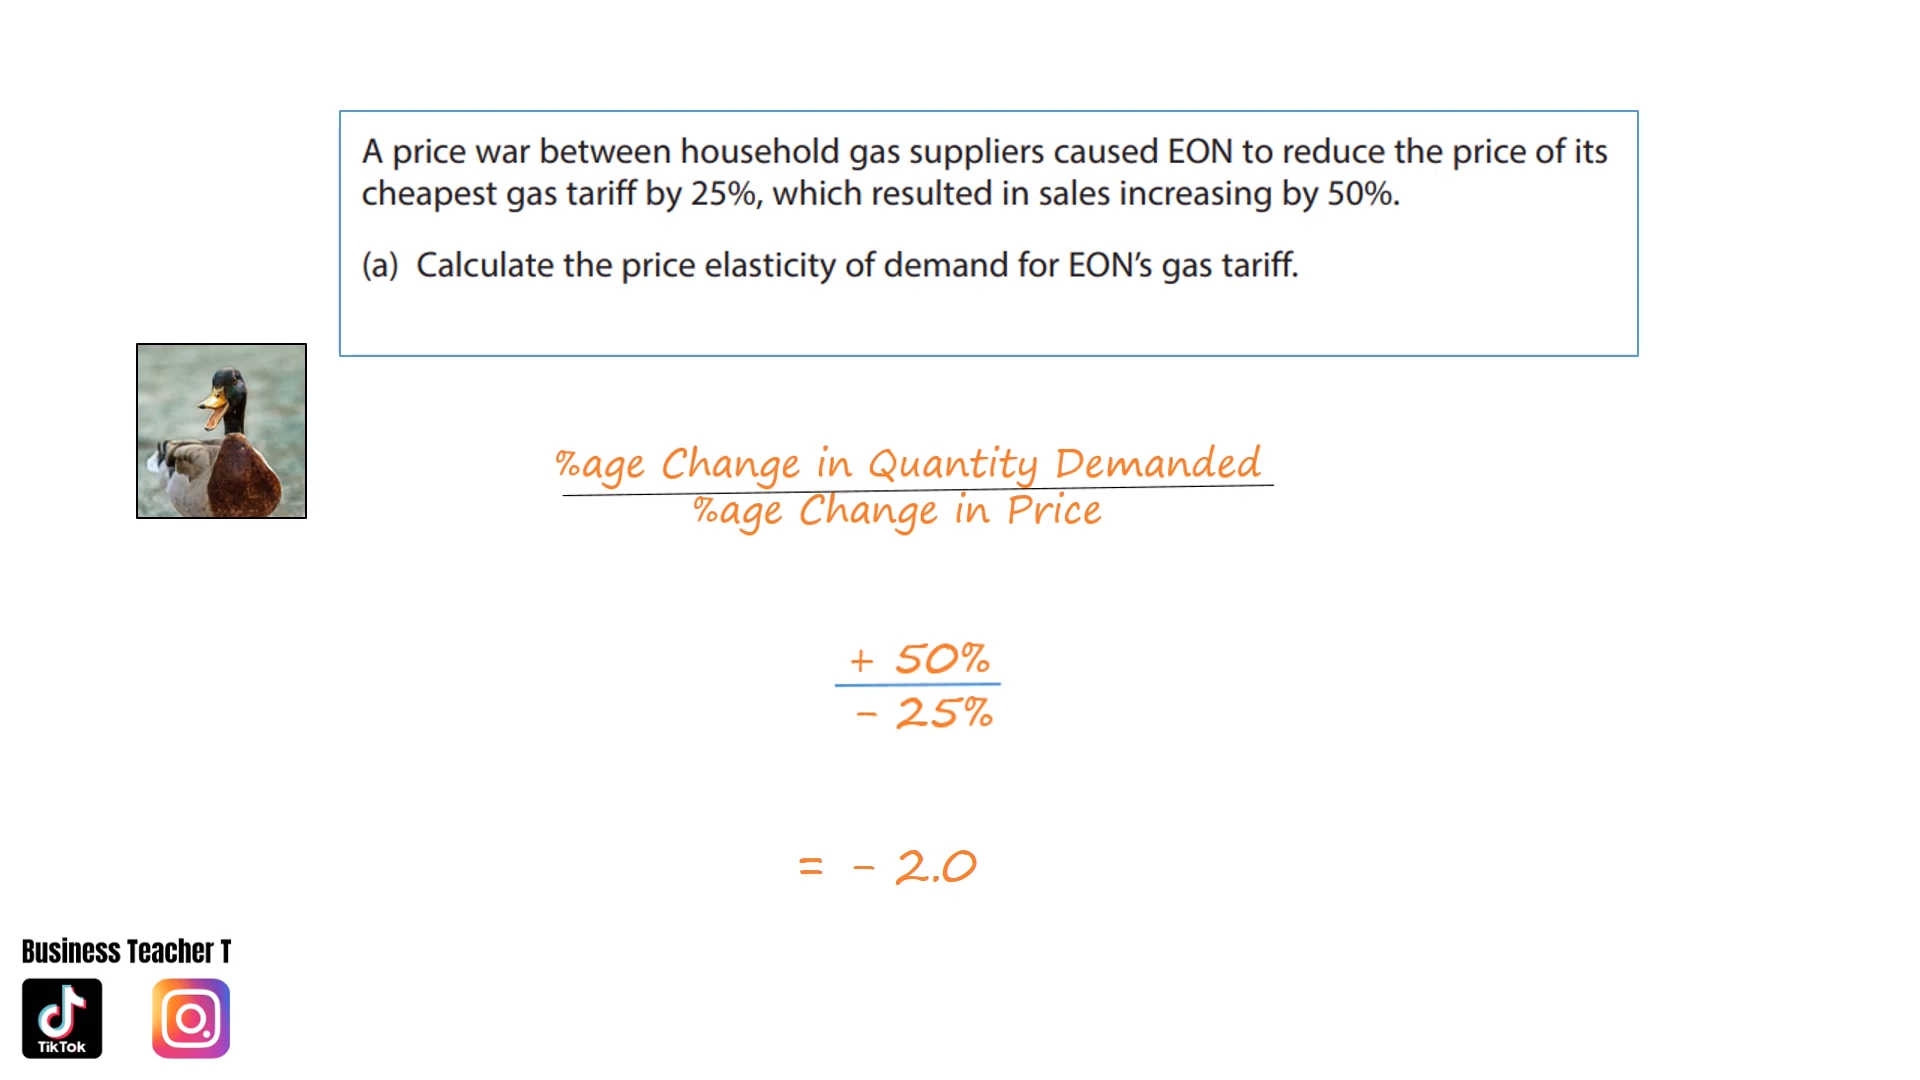 A price war between household gas suppliers caused EON to reduce the price of its
cheapest gas tariff by 25%, which resulted in sales increasing by 50%.
(a) Calculate the price elasticity of demand for EON’s gas tariff.
%age Change in Quantity Demanded
%age Change in Price
+ 50%
- 25%
= - 2.0
Business Teacher T
TikTok